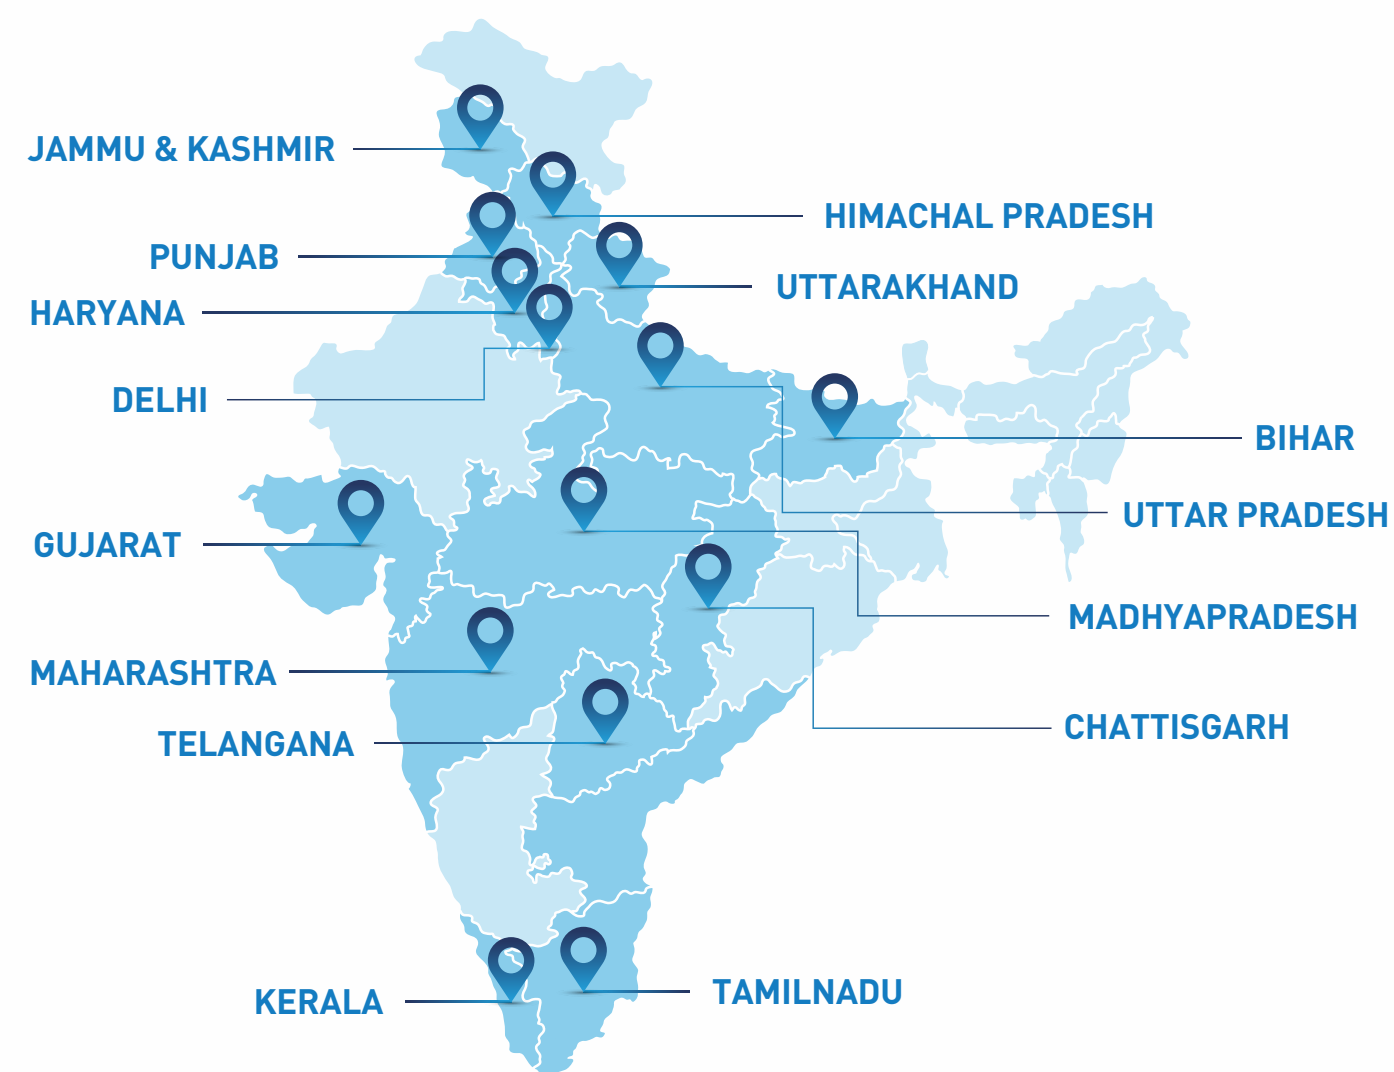 JAMMU & KASHMIR
HIMACHAL PRADESH
PUNJAB
UTTARAKHAND
HARYANA
DELHI
BIHAR
UTTAR PRADESH
GUJARAT
MADHYAPRADESH
MAHARASHTRA
CHATTISGARH
TELANGANA
TAMILNADU
KERALA